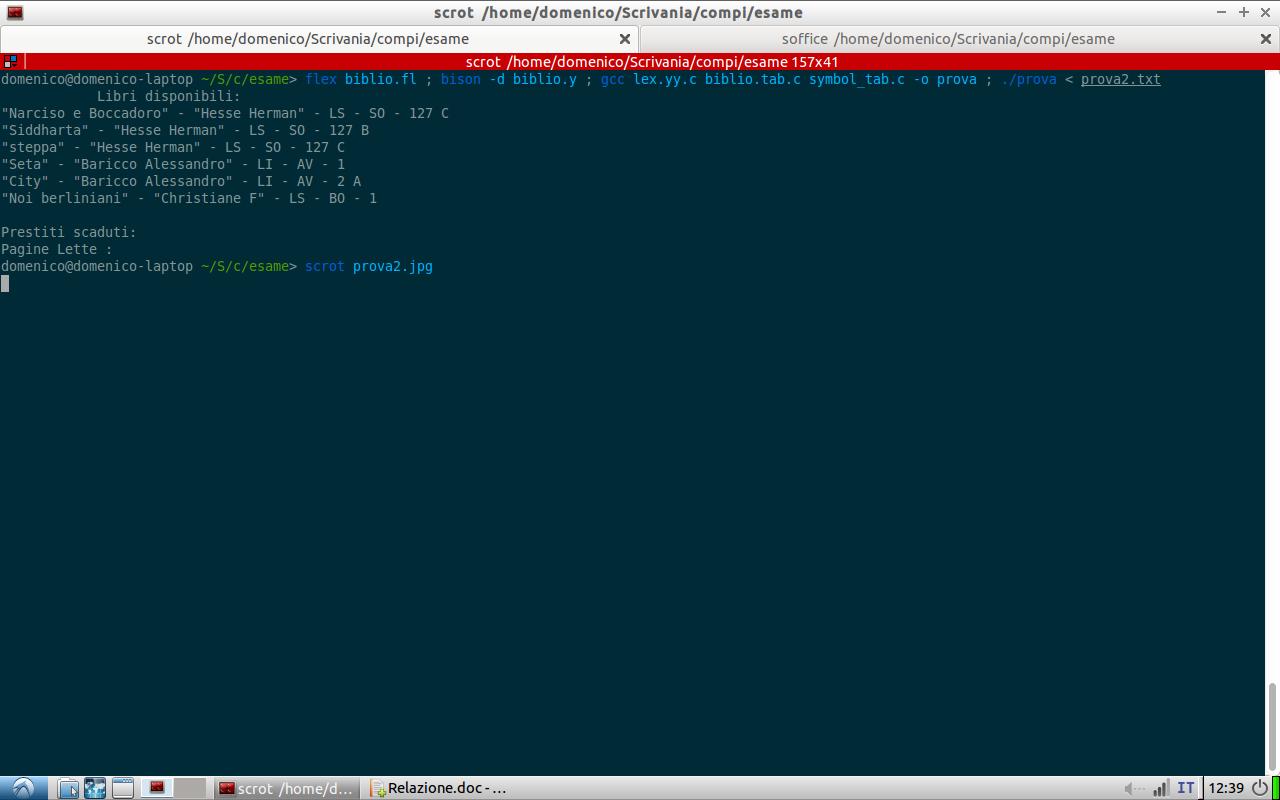 scrot /home/domenico/Scrivania/compi/esame
scrot /home/domenico/Scrivania/compi/esame
soffice /home/domenico/Scrivania/compi/esame
scrot /home/domenico/Scrivania/compi/esame 157x41
domenico@domenico-laptop ~/S/c/esame> flex biblio.fl ; bison -d biblio.y ; gcc lex.yy.c biblio.tab.c symbol_tab.c -o prova ; ./prova < prova2.txt
Libri disponibili:
"Narciso e Boccadoro" - "Hesse Herman" - LS - SO - 127 C
"Siddharta" - "Hesse Herman" - LS - SO - 127 B
"steppa" - "Hesse Herman" - LS - SO - 127 C
"Seta" - "Baricco Alessandro" - LI - AV - 1
"City" - "Baricco Alessandro" - LI - AV - 2 A
"Noi berliniani" - "Christiane F" - LS - BO - 1
Prestiti scaduti:
Pagine Lette :
domenico@domenico-laptop ~/S/c/esame> scrot prova2.jpg
scrot /home/d...
Relazione.doc - ...
IT
12:39